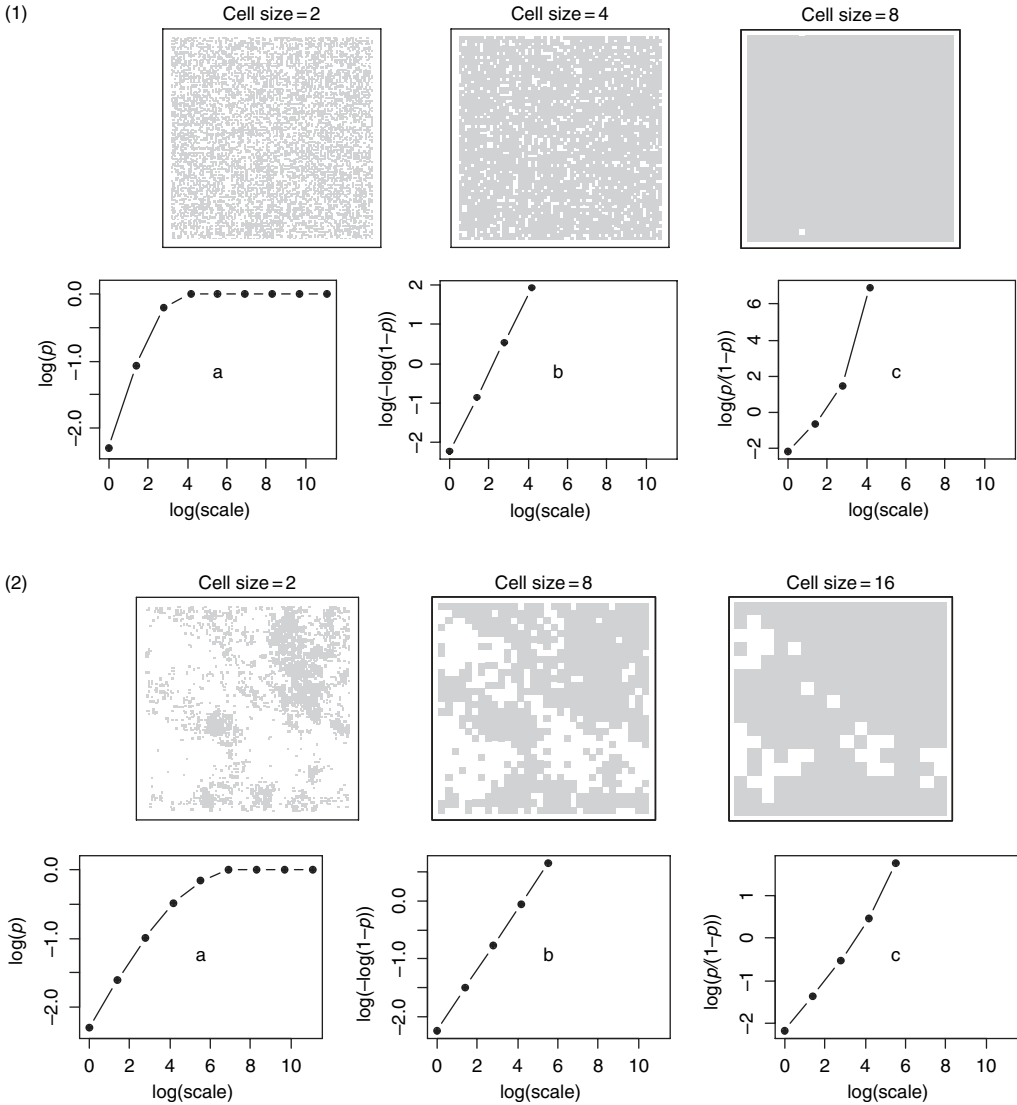 (1)
Cell size=2 Cell size=4 Cell size=8
0.0
−1.0
−2.0
log(p)
a
0 2 4 6 8 10
log(scale)
2
1
0
−1
−2
log(−log(1−p))
b
0 2 4 6 8 10
log(scale)
6
4
2
0
−2
log(p/(1−p))
c
0 2 4 6 8 10
log(scale)
(2)
Cell size=2 Cell size=8 Cell size=16
0.0
−1.0
−2.0
log(p)
a
0 2 4 6 8 10
log(scale)
0.0
−1.0
−2.0
log(−log(1−p))
b
0 2 4 6 8 10
log(scale)
1
0
−1
−2
log(p/(1−p))
c
0 2 4 6 8 10
log(scale)